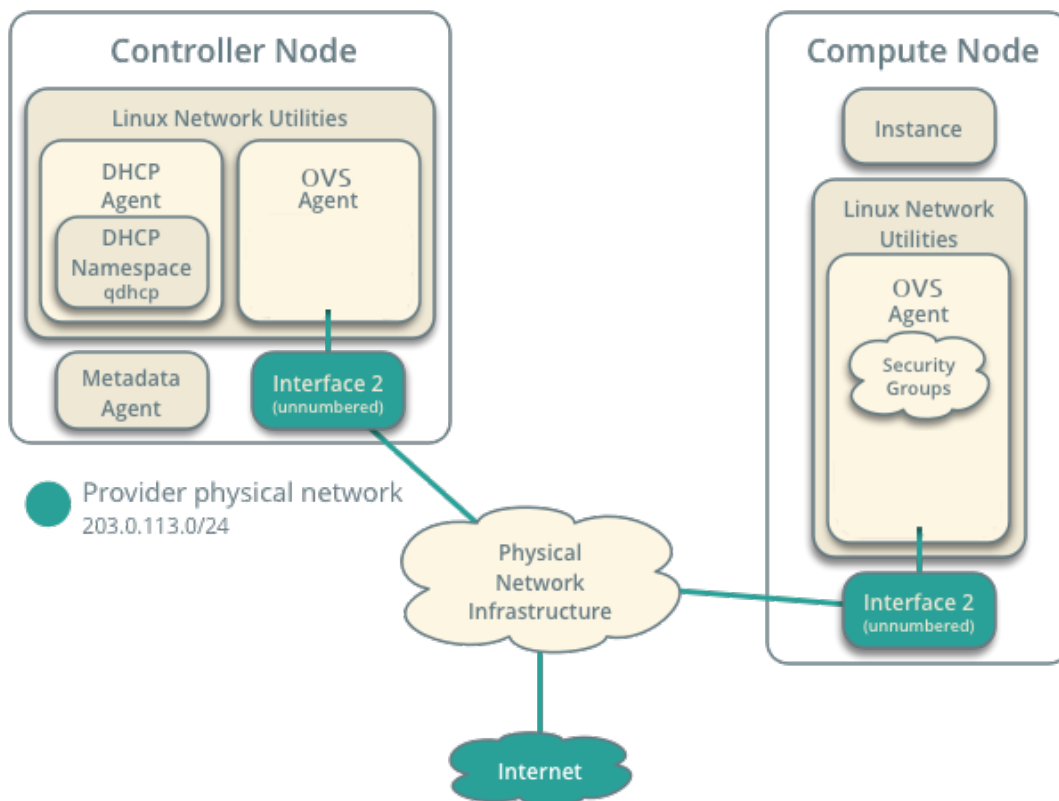 Controller Node
Linux Network Utilities
DHCP
Agent
DHCP
Namespace
qdhcp
OVS
Agent
Metadata
Agent
Interface 2
(unnumbered)
Provider physical network
203.0.113.0/24
Physical
Network
Infrastructure
Internet
Compute Node
Instance
Linux Network
Utilities
OVS
Agent
Security
Groups
Interface 2
(unnumbered)